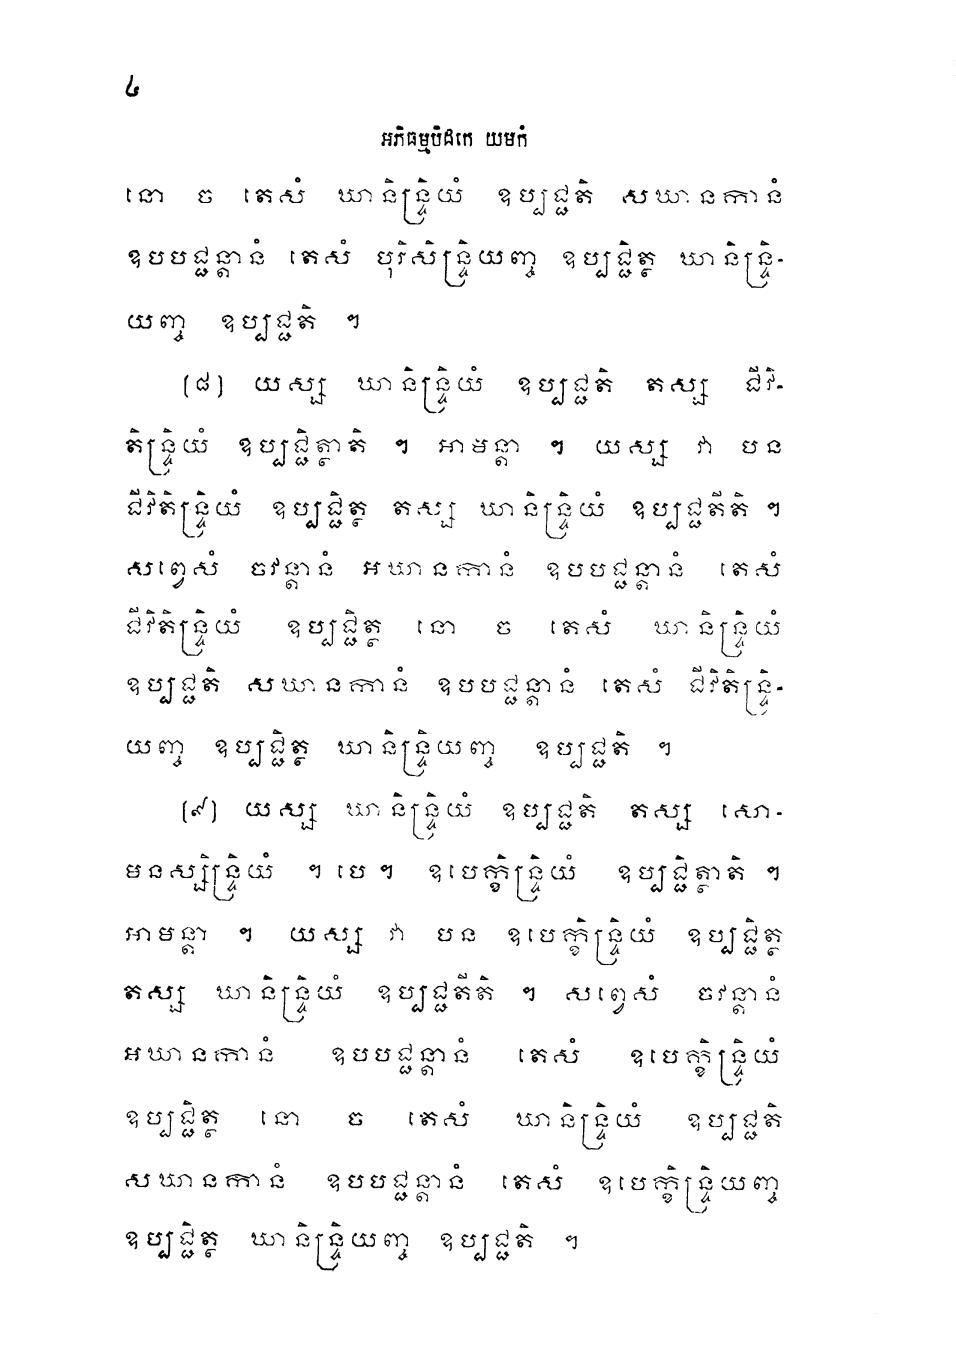 ៤
អភិធម្មបិដកេ យមកំ
នោ ច តេសំ ឃានិន្ទ្រិយំ ឧប្បជ្ជតិ សឃានកានំ
ឧបបជ្ជន្តានំ តេសំ បុរិសិន្ទ្រិយញ្ច ឧប្បជ្ជិត្ថ ឃានិន្ទ្រិ-
យញ្ច ឧប្បជ្ជតិ ។
(៨) យស្ស ឃានិន្ទ្រិយំ ឧប្បជ្ជតិ តស្ស ជីវិ-
តិន្ទ្រិយំ ឧប្បជ្ជិត្ថាតិ ។ អាមន្តា ។ យស្ស វា បន
ជីវិតិន្ទ្រិយំ ឧប្បជ្ជិត្ថ តស្ស ឃានិន្ទ្រិយំ ឧប្បជ្ជតីតិ ។
សព្វេសំ ចវន្តានំ អឃានកានំ ឧបបជ្ជន្តានំ តេសំ
ជីវិតិន្ទ្រិយំ ឧប្បជ្ជិត្ថ នោ ច តេសំ ឃានិន្ទ្រិយំ
ឧប្បជ្ជតិ សឃានកានំ ឧបបជ្ជន្តានំ តេសំ ជីវិតិន្ទ្រិ-
យញ្ច ឧប្បជ្ជិត្ថ ឃានិន្ទ្រិយញ្ច ឧប្បជ្ជតិ ។
(៩) យស្ស ឃានិន្ទ្រិយំ ឧប្បជ្ជតិ តស្ស សោ-
មនស្សិន្ទ្រិយំ ។ បេ ។ ឧបេក្ខិន្ទ្រិយំ ឧប្បជ្ជិត្ថាតិ ។
អាមន្តា ។ យស្ស វា បន ឧបេក្ខិន្ទ្រិយំ ឧប្បជ្ជិត្ថ
តស្ស ឃានិន្ទ្រិយំ ឧប្បជ្ជតីតិ ។ សព្វេសំ ចវន្តានំ
អឃានកានំ ឧបបជ្ជន្តានំ តេសំ ឧបេក្ខិន្ទ្រិយំ
ឧប្បជ្ជិត្ថ នោ ច តេសំ ឃានិន្ទ្រិយំ ឧប្បជ្ជតិ
សឃានកានំ ឧបបជ្ជន្តានំ តេសំ ឧបេក្ខិន្ទ្រិយញ្ច
ឧប្បជ្ជិត្ថ ឃានិន្ទ្រិយញ្ច ឧប្បជ្ជតិ ។